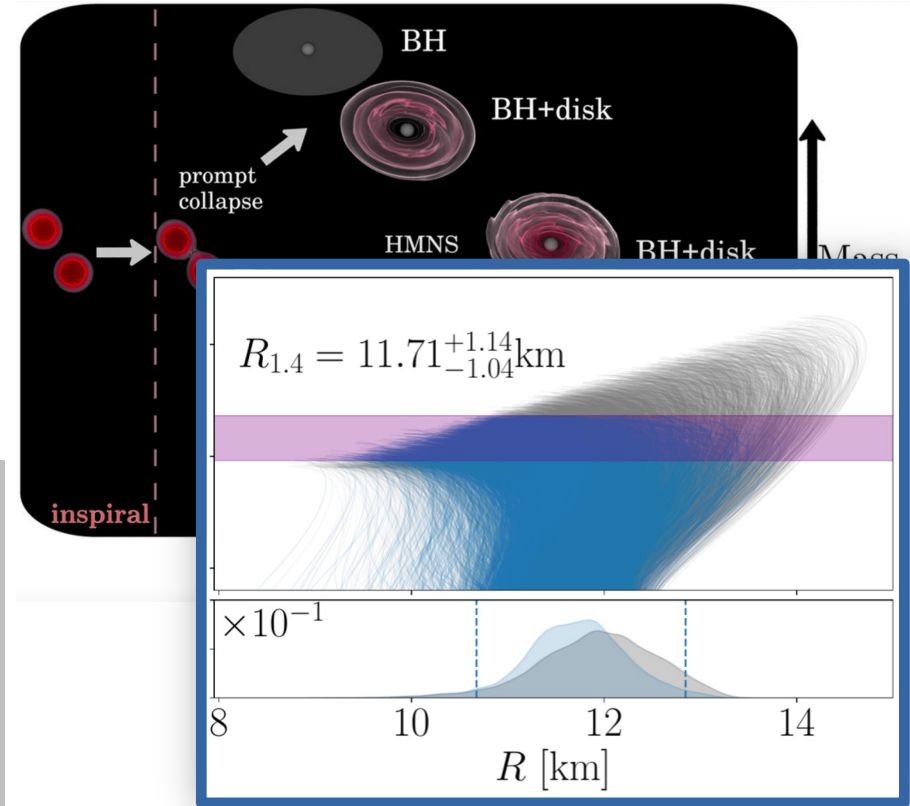 BH
BH+disk
prompt
collapse
HMNS
BH+disk
Mass
inspiral
R₁.₄ = 11.71⁺¹·¹⁴₋₁.₀₄km
×10⁻¹
8 10 12 14
R [km]